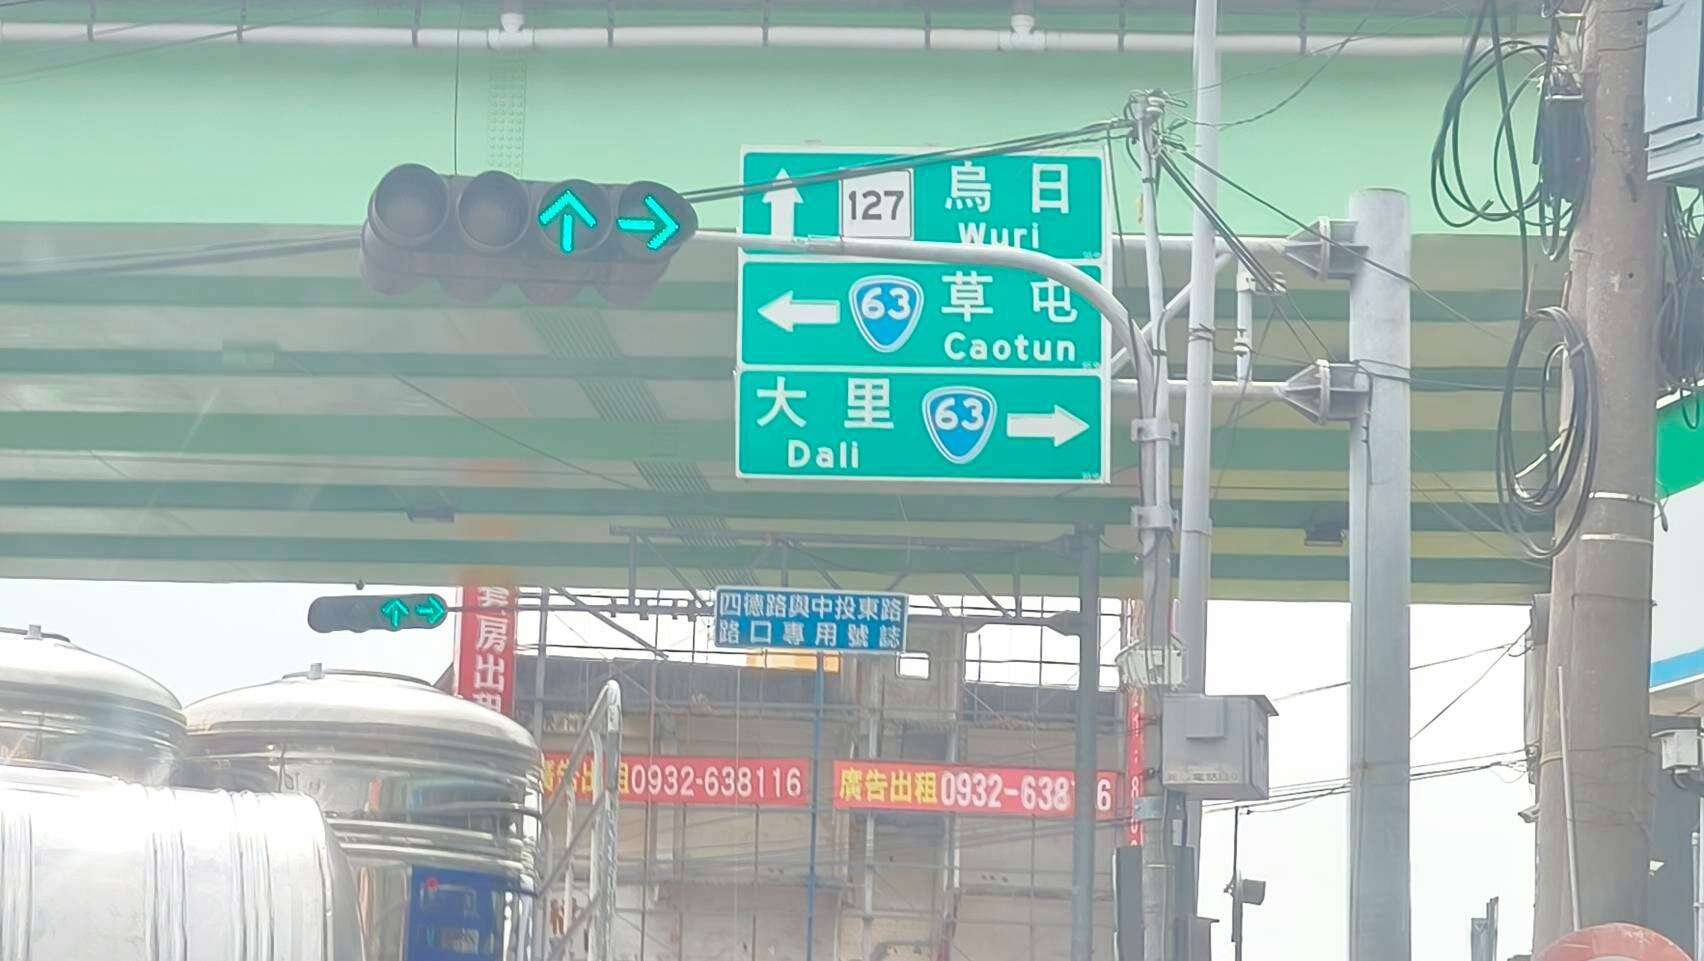 127 烏日
Wuri
63 草屯
Caotun
大里 63
Dali
四德路與中投東路
路口專用號誌
房出租
廣告出租0932-638116
廣告出租0932-638